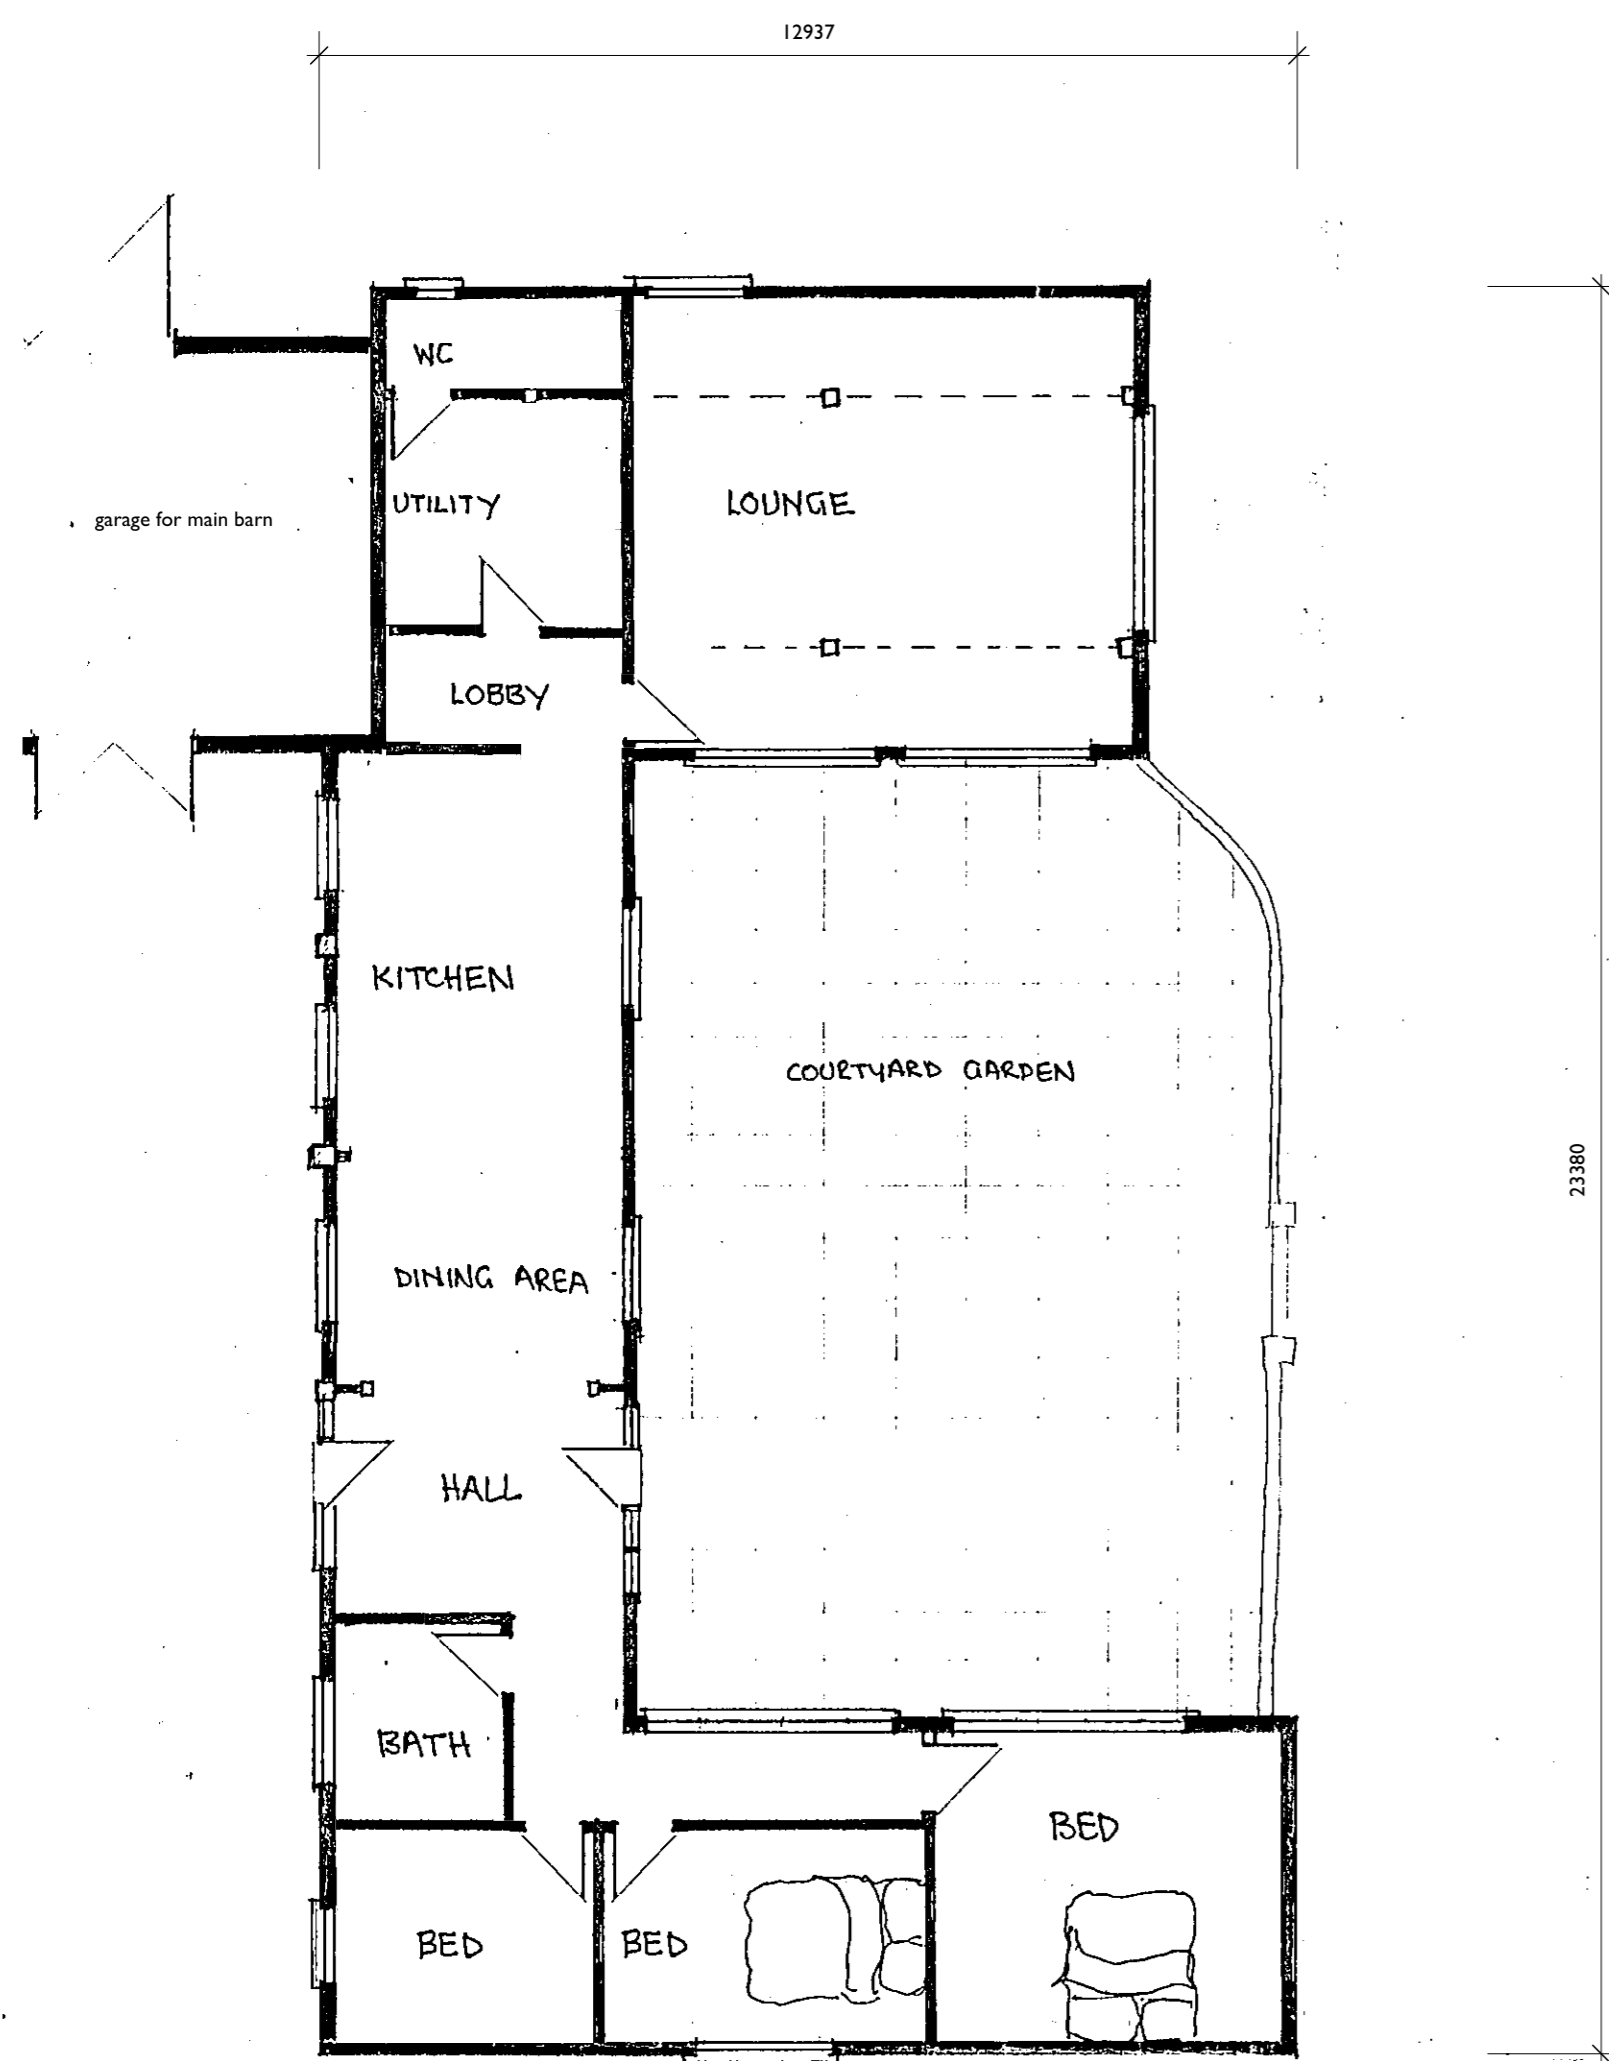 12937
WC
UTILITY
LOUNGE
garage for main barn
LOBBY
KITCHEN
COURTYARD GARDEN
23380
DINING AREA
HALL
BATH
BED
BED
BED